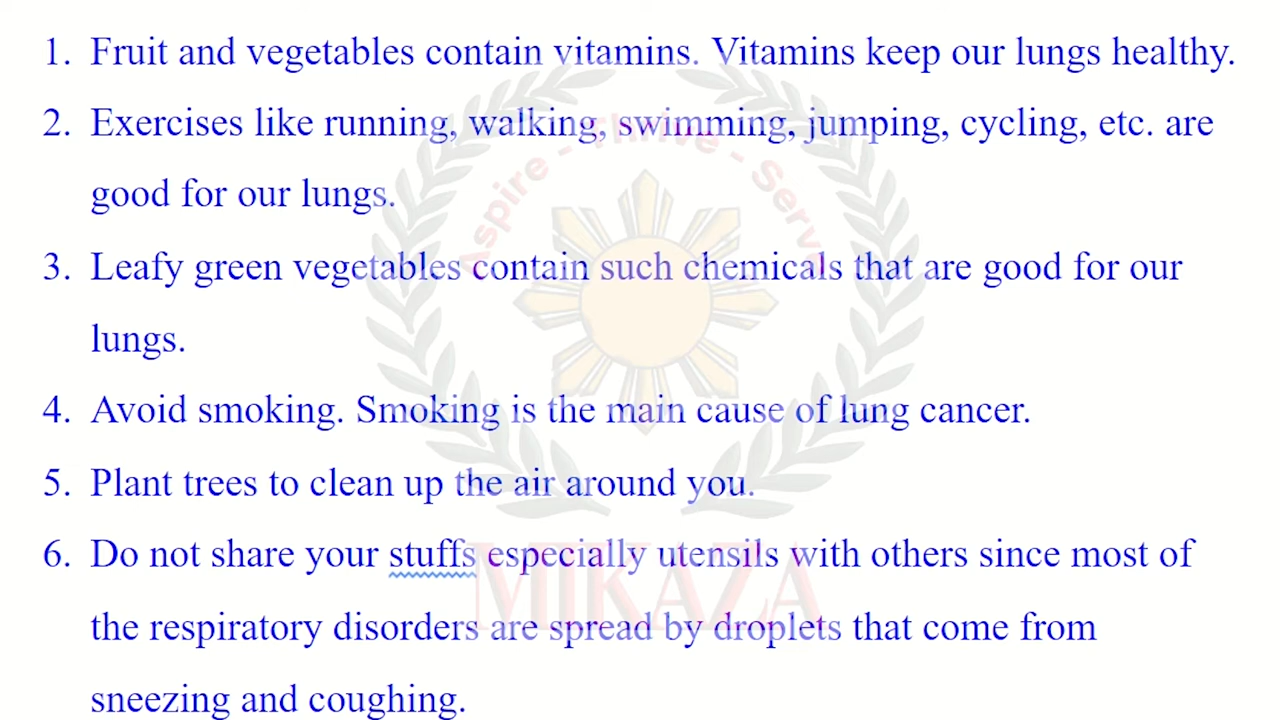 1. Fruit and vegetables contain vitamins. Vitamins keep our lungs healthy.
2. Exercises like running, walking, swimming, jumping, cycling, etc. are
good for our lungs.
3. Leafy green vegetables contain such chemicals that are good for our
lungs.
4. Avoid smoking. Smoking is the main cause of lung cancer.
5. Plant trees to clean up the air around you.
6. Do not share your stuffs especially utensils with others since most of
the respiratory disorders are spread by droplets that come from
sneezing and coughing.
Aspire - Thrive - Serve
MIKAZA